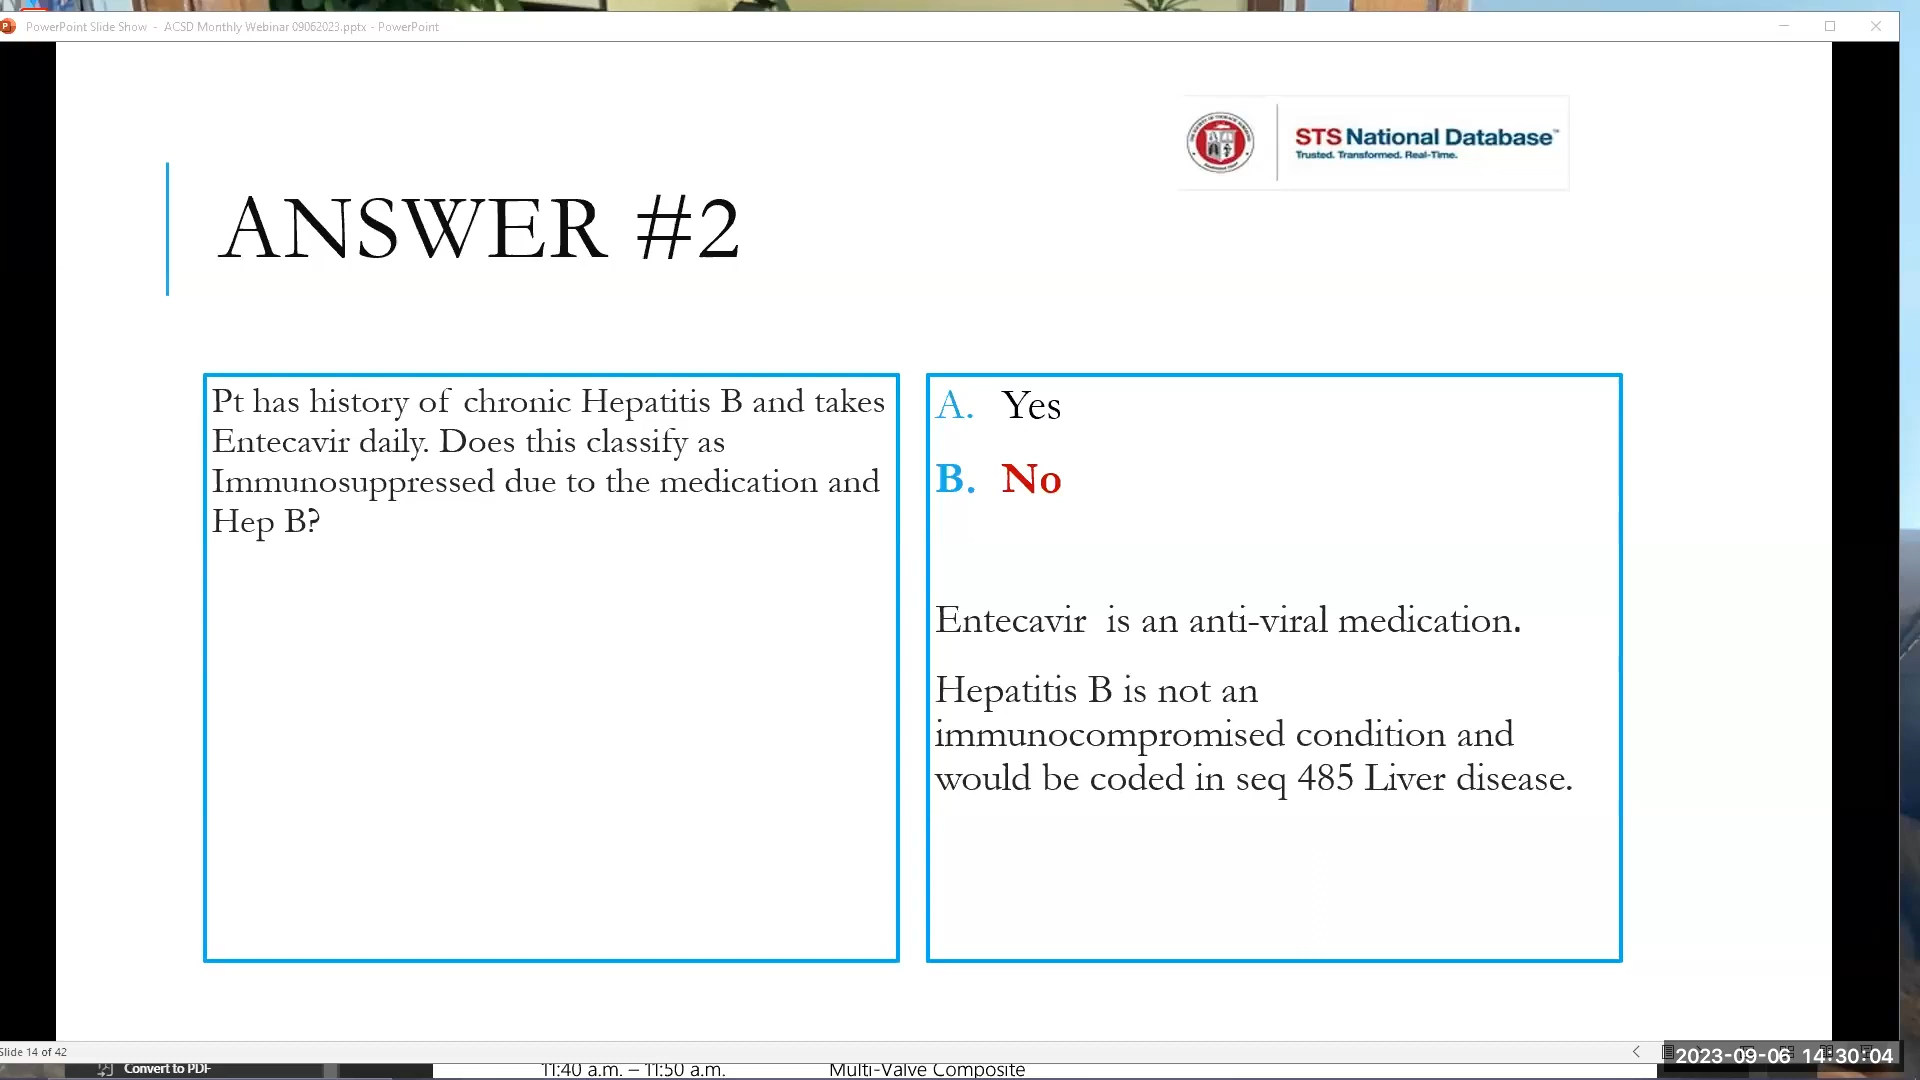 PowerPoint Slide Show - ACSD Monthly Webinar 09062023.pptx - PowerPoint
STS National Database™
Trusted. Transformed. Real-Time.
ANSWER #2
Pt has history of chronic Hepatitis B and takes
Entecavir daily. Does this classify as
Immunosuppressed due to the medication and
Hep B?
A. Yes
B. No
Entecavir is an anti-viral medication.
Hepatitis B is not an
immunocompromised condition and
would be coded in seq 485 Liver disease.
Slide 14 of 42
2023-09-06 14:30:04
Convert to PDF
11:40 a.m. – 11:50 a.m.
Multi-Valve Composite